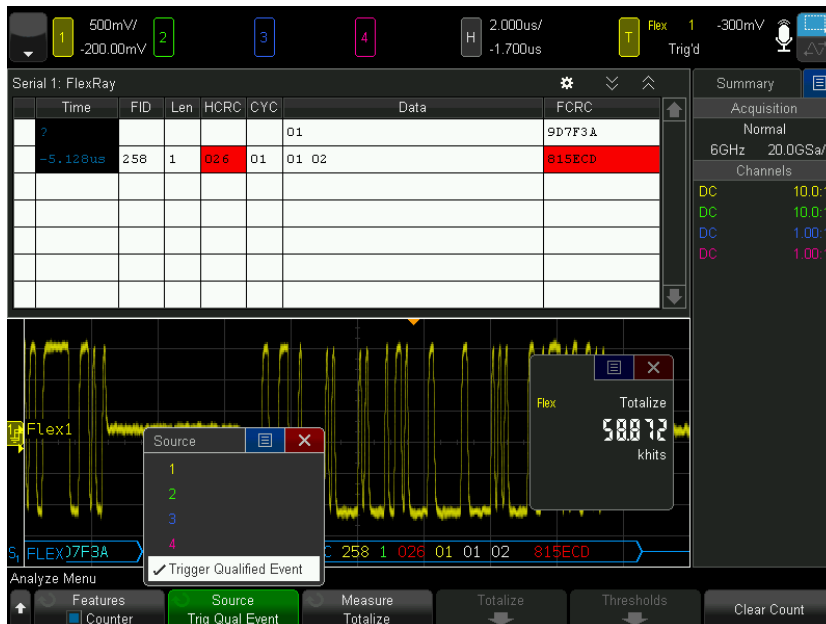 1 500mV/ -200.00mV 2 3 4 H 2.000us/ -1.700us T Flex 1 -300mV Trig'd
Serial 1: FlexRay
Time FID Len HCRC CYC Data FCRC
? 01 9D7F3A
-5.128us 258 1 026 01 01 02 815ECD
Summary
Acquisition
Normal
6GHz 20.0GSa/
Channels
DC 10.0:1
DC 10.0:1
DC 1.00:1
DC 1.00:1
Flex Totalize
58.872
khits
Flex1
Source
1
2
3
4
Trigger Qualified Event
S1 FLEX 07F3A C 258 1 026 01 01 02 815ECD
Analyze Menu
Features
Counter
Source
Trig Qual Event
Measure
Totalize
Totalize
Thresholds
Clear Count